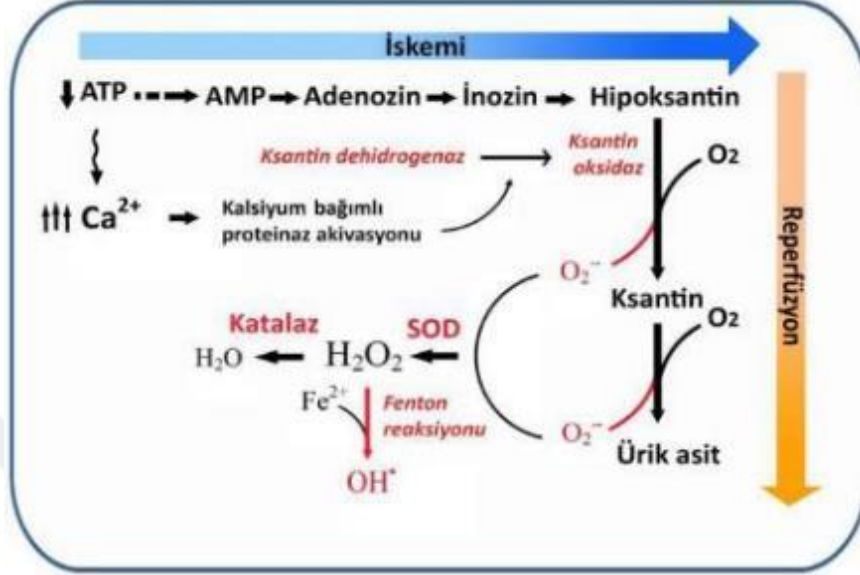 İskemi
ATP AMP Adenozin İnozin Hipoksantin
Ksantin dehidrogenaz
Ksantin
oksidaz
O2
Ca²⁺
Kalsiyum bağımlı
proteinaz akivasyonu
Reperfüzyon
O₂⁻
Ksantin
O2
Katalaz
SOD
H₂O
H₂O₂
Fe²⁺
Fenton
reaksiyonu
O₂⁻
Ürik asit
OH•